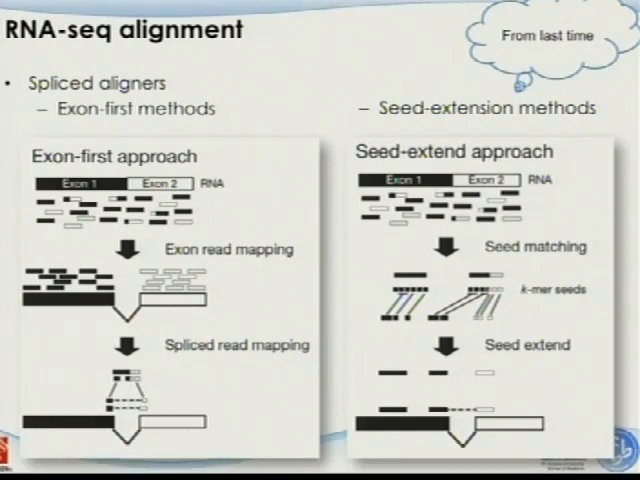 RNA-seq alignment
From last time
• Spliced aligners
– Exon-first methods
– Seed-extension methods
Exon-first approach
Exon 1
Exon 2
RNA
Exon read mapping
Spliced read mapping
Seed-extend approach
Exon 1
Exon 2
RNA
Seed matching
k-mer seeds
Seed extend